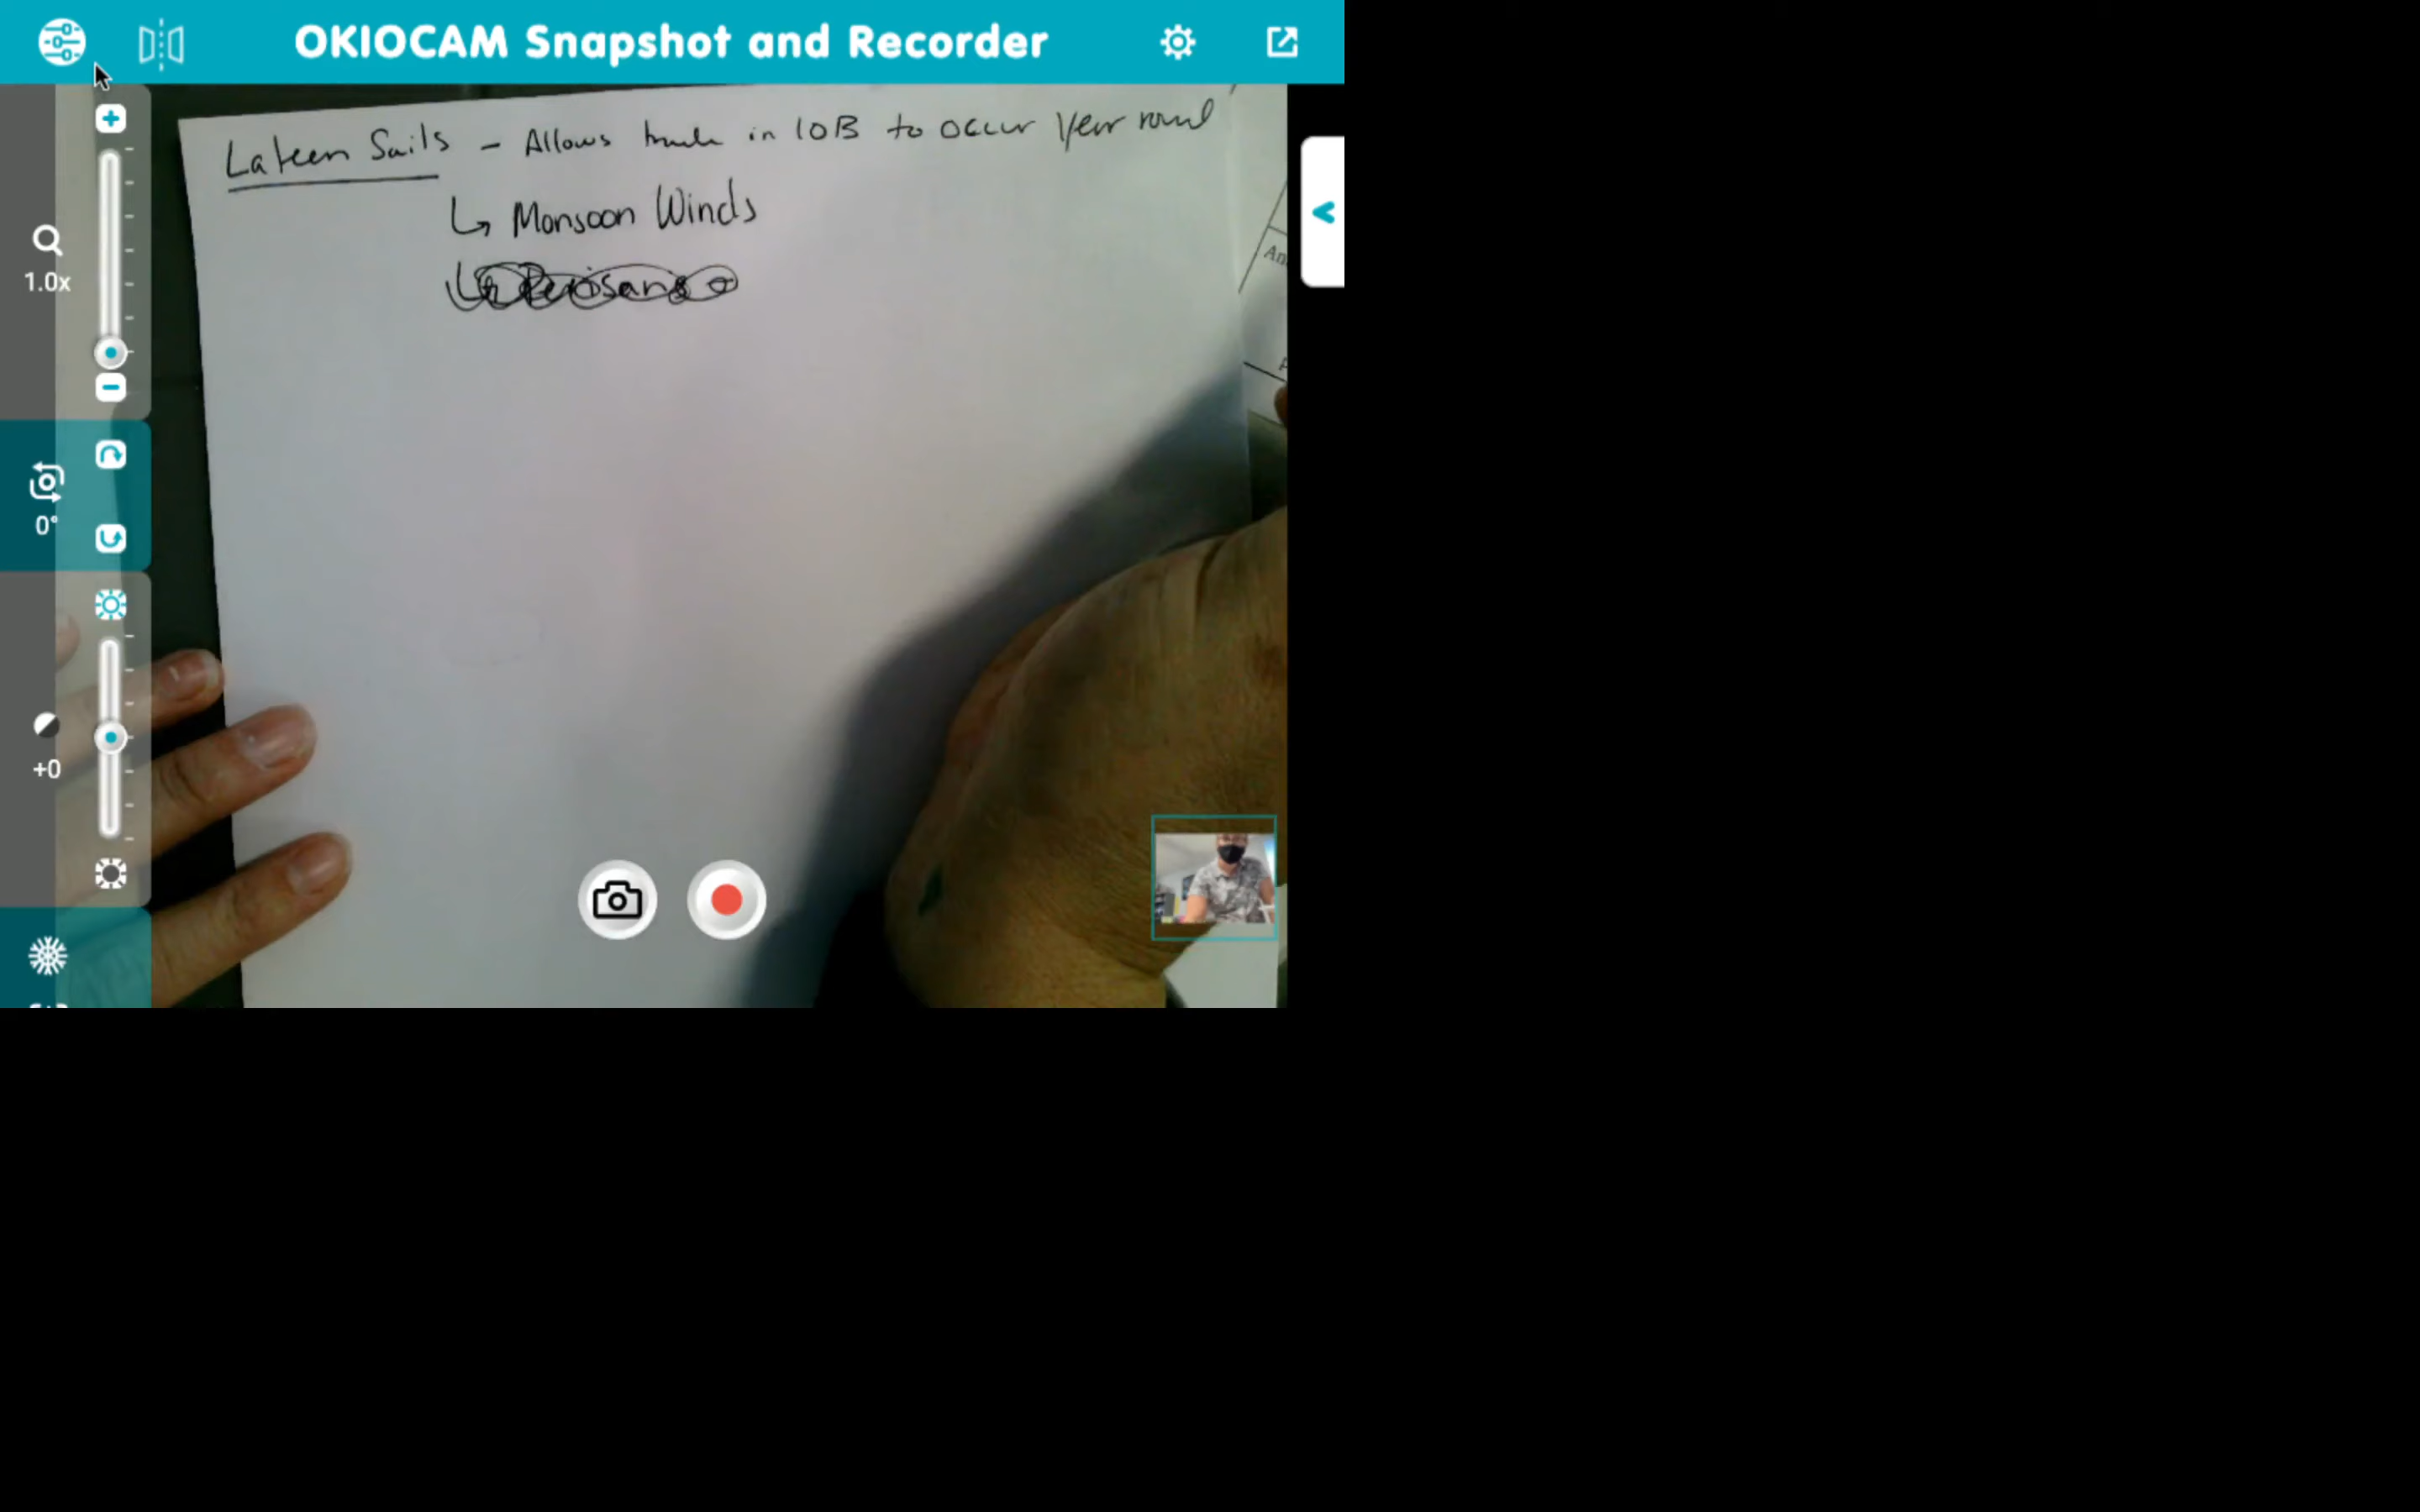 OKIOCAM Snapshot and Recorder
Lateen Sails - Allows trade in IOB to occur year round
↳ Monsoon Winds
1.0x
An
0°
+0